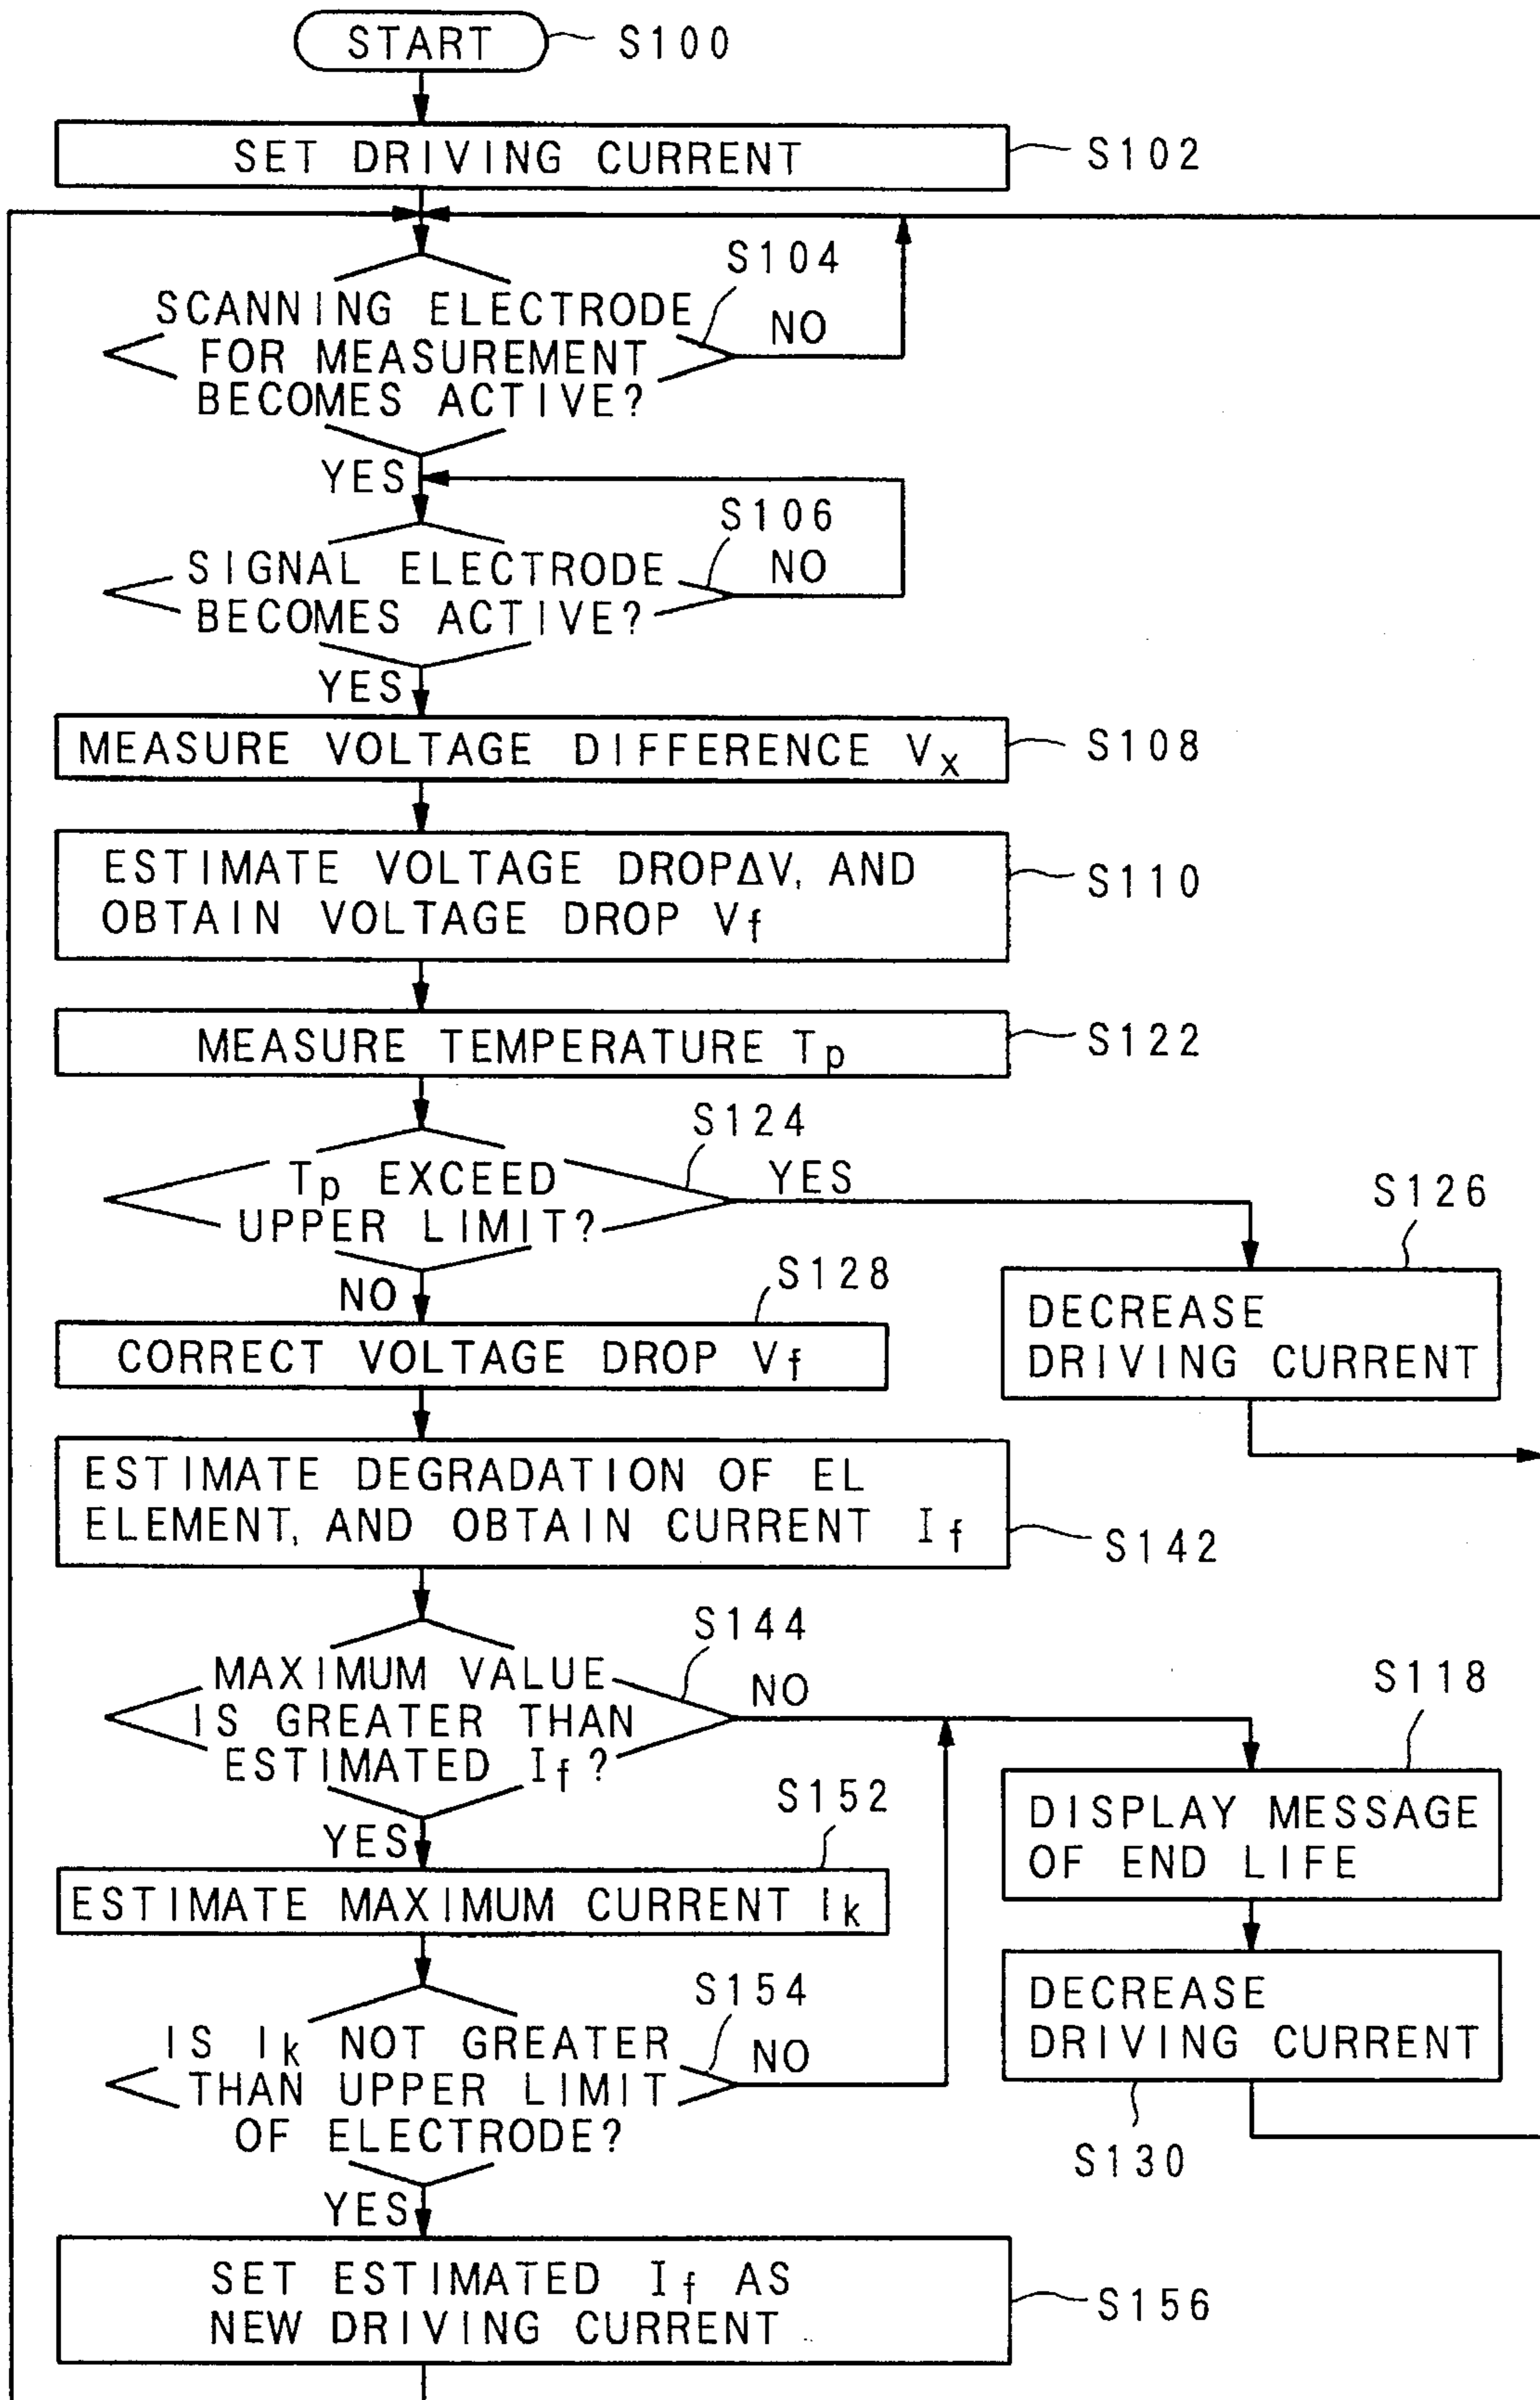 START
S100
SET DRIVING CURRENT
S102
S104
SCANNING ELECTRODE
FOR MEASUREMENT
BECOMES ACTIVE?
NO
YES
S106
SIGNAL ELECTRODE
BECOMES ACTIVE?
NO
YES
MEASURE VOLTAGE DIFFERENCE Vx
S108
ESTIMATE VOLTAGE DROPΔV, AND
OBTAIN VOLTAGE DROP Vf
S110
MEASURE TEMPERATURE Tp
S122
S124
Tp EXCEED
UPPER LIMIT?
YES
S126
DECREASE
DRIVING CURRENT
NO
S128
CORRECT VOLTAGE DROP Vf
ESTIMATE DEGRADATION OF EL
ELEMENT, AND OBTAIN CURRENT If
S142
S144
MAXIMUM VALUE
IS GREATER THAN
ESTIMATED If?
NO
S118
DISPLAY MESSAGE
OF END LIFE
YES
S152
ESTIMATE MAXIMUM CURRENT Ik
S154
IS Ik NOT GREATER
THAN UPPER LIMIT
OF ELECTRODE?
NO
DECREASE
DRIVING CURRENT
S130
YES
SET ESTIMATED If AS
NEW DRIVING CURRENT
S156